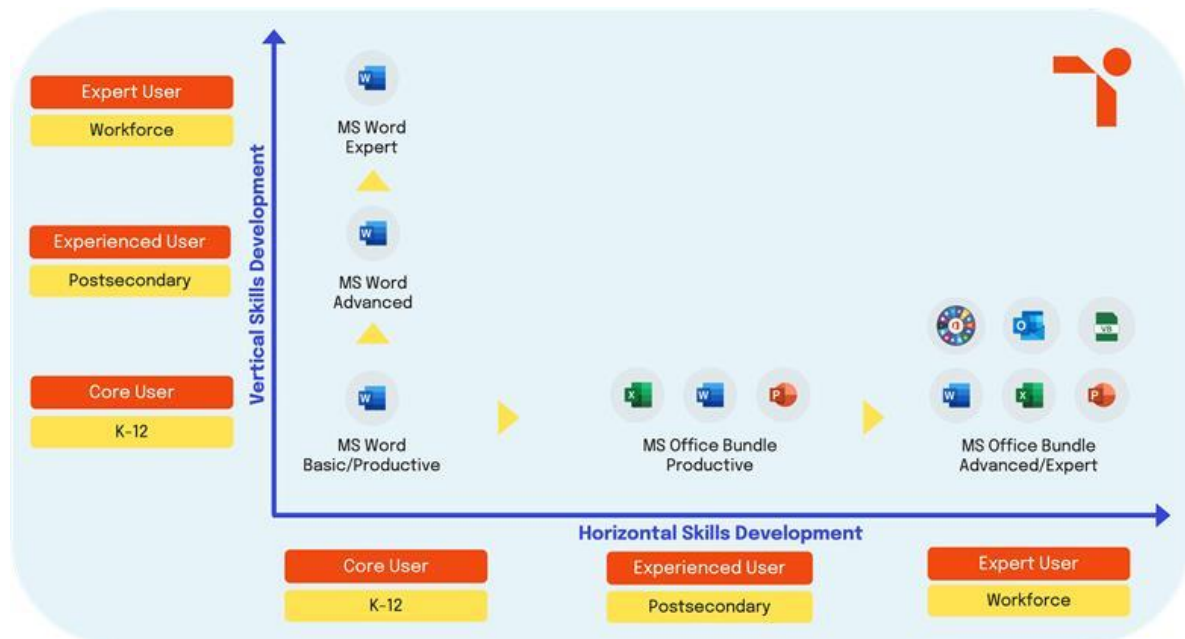 Expert User
Workforce
Experienced User
Postsecondary
Core User
K-12
Vertical Skills Development
W
MS Word
Expert
W
MS Word
Advanced
W
MS Word
Basic/Productive
X
W
P
MS Office Bundle
Productive
O
VB
W
X
P
MS Office Bundle
Advanced/Expert
Horizontal Skills Development
Core User
K-12
Experienced User
Postsecondary
Expert User
Workforce